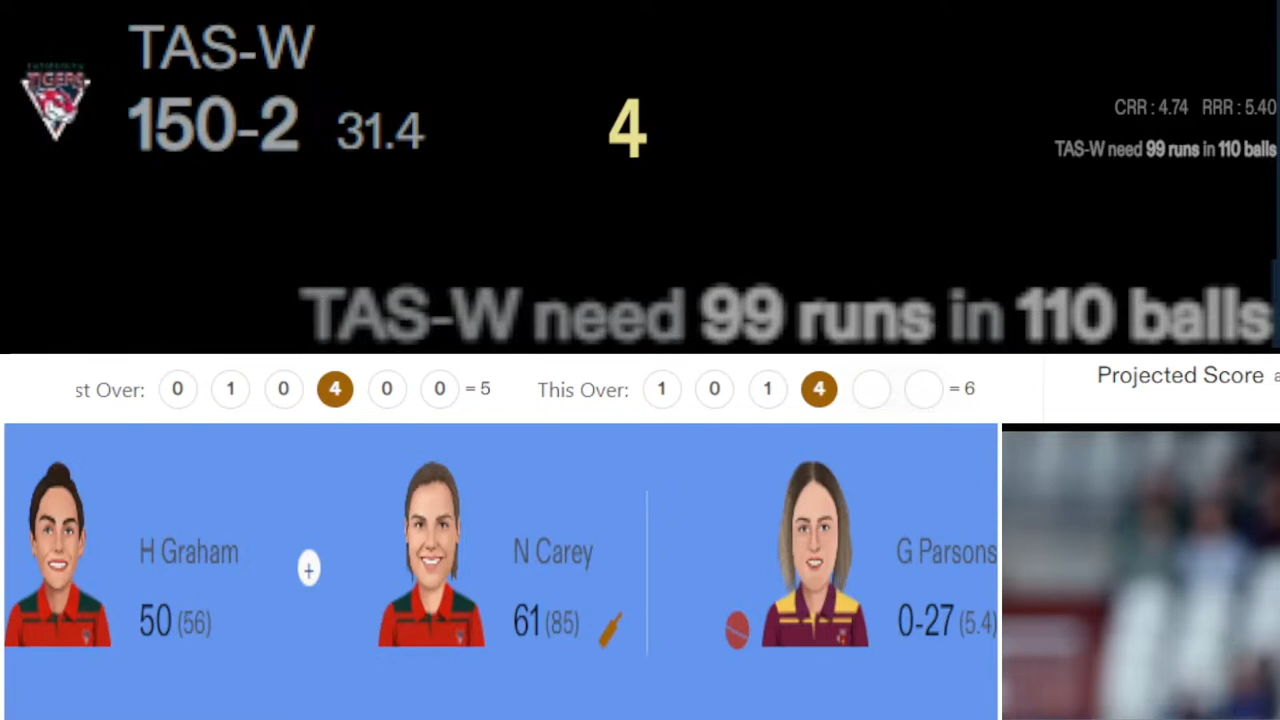 TAS-W
TIGERS
150-2 31.4
4
CRR : 4.74 RRR : 5.40
TAS-W need 99 runs in 110 balls
TAS-W need 99 runs in 110 balls
st Over: 0 1 0 4 0 0 = 5 This Over: 1 0 1 4 = 6
Projected Score a
H Graham
50 (56)
N Carey
61 (85)
G Parsons
0-27 (5.4)